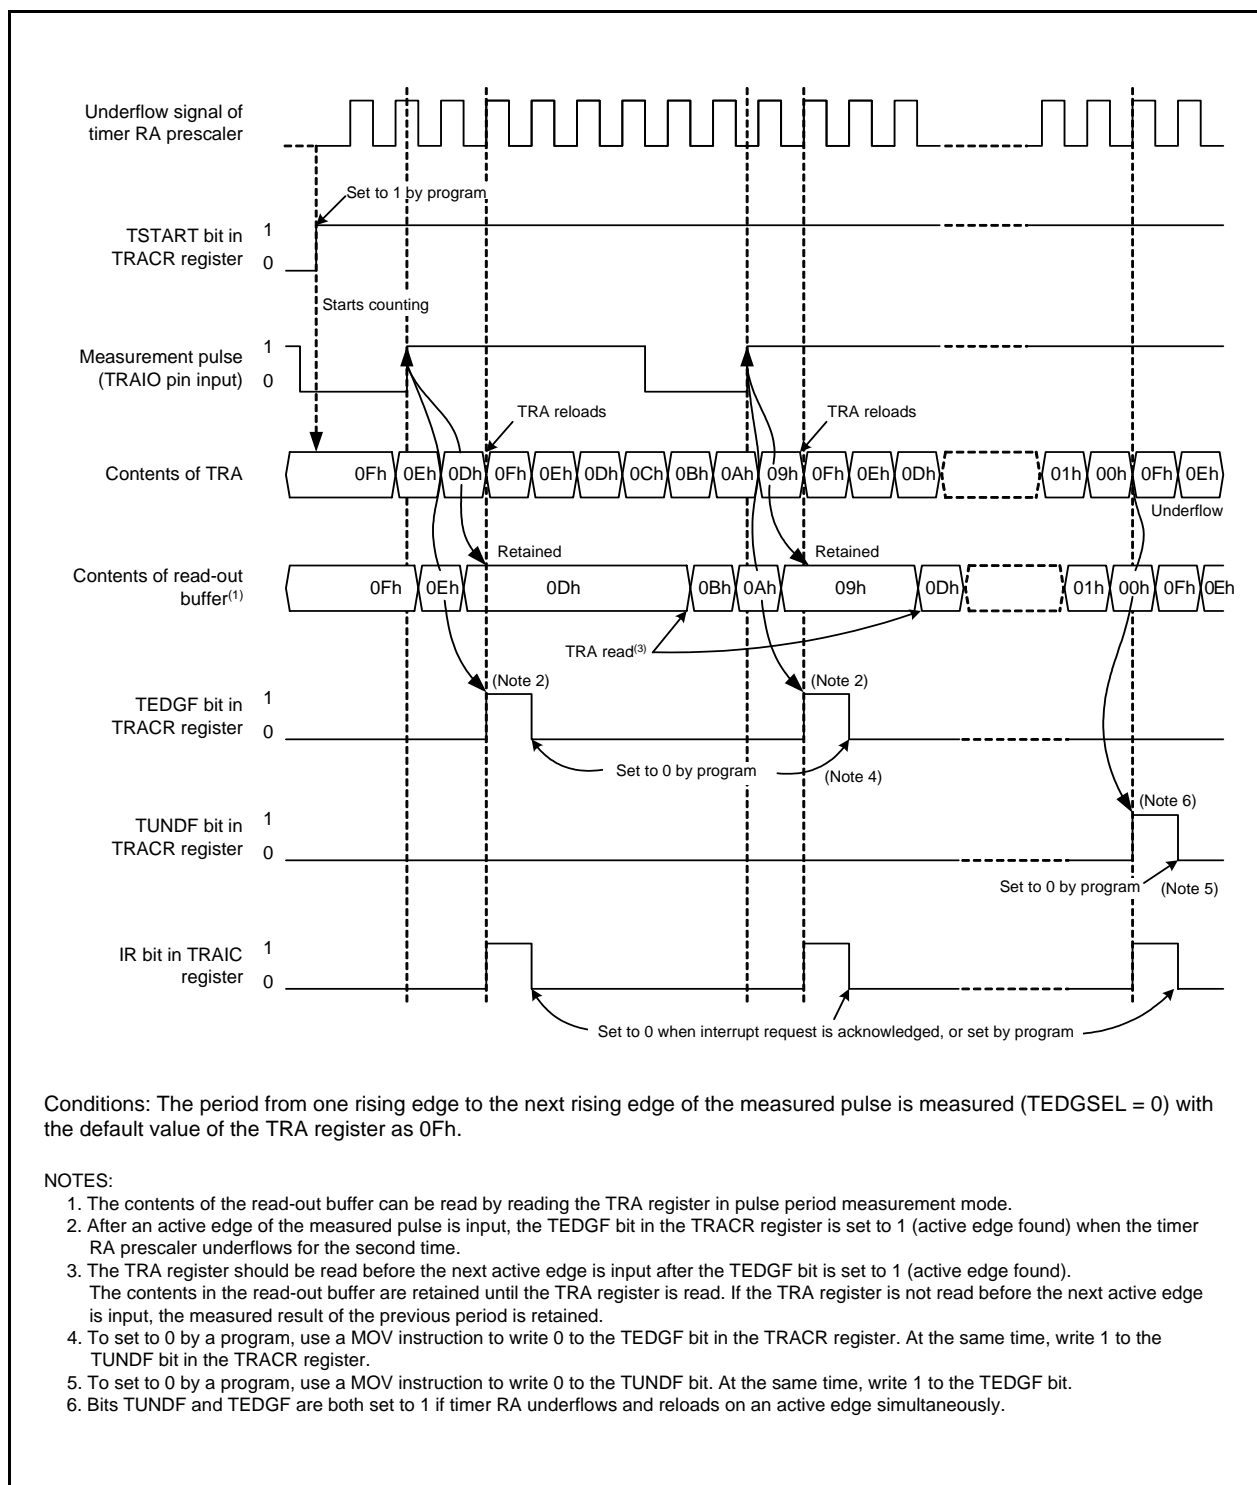 Underflow signal of
timer RA prescaler
Set to 1 by program
TSTART bit in
TRACR register
1
0
Starts counting
Measurement pulse
(TRAIO pin input)
1
0
TRA reloads
TRA reloads
Contents of TRA
0Fh 0Eh 0Dh 0Fh 0Eh 0Dh 0Ch 0Bh 0Ah 09h 0Fh 0Eh 0Dh 01h 00h 0Fh 0Eh
Underflow
Retained
Retained
Contents of read-out
buffer(1)
0Fh 0Eh 0Dh 0Bh 0Ah 09h 0Dh 01h 00h 0Fh 0Eh
TRA read(3)
(Note 2)
(Note 2)
TEDGF bit in
TRACR register
1
0
Set to 0 by program
(Note 4)
(Note 6)
TUNDF bit in
TRACR register
1
0
Set to 0 by program
(Note 5)
IR bit in TRAIC
register
1
0
Set to 0 when interrupt request is acknowledged, or set by program
Conditions: The period from one rising edge to the next rising edge of the measured pulse is measured (TEDGSEL = 0) with
the default value of the TRA register as 0Fh.
NOTES:
1. The contents of the read-out buffer can be read by reading the TRA register in pulse period measurement mode.
2. After an active edge of the measured pulse is input, the TEDGF bit in the TRACR register is set to 1 (active edge found) when the timer
RA prescaler underflows for the second time.
3. The TRA register should be read before the next active edge is input after the TEDGF bit is set to 1 (active edge found).
The contents in the read-out buffer are retained until the TRA register is read. If the TRA register is not read before the next active edge
is input, the measured result of the previous period is retained.
4. To set to 0 by a program, use a MOV instruction to write 0 to the TEDGF bit in the TRACR register. At the same time, write 1 to the
TUNDF bit in the TRACR register.
5. To set to 0 by a program, use a MOV instruction to write 0 to the TUNDF bit. At the same time, write 1 to the TEDGF bit.
6. Bits TUNDF and TEDGF are both set to 1 if timer RA underflows and reloads on an active edge simultaneously.